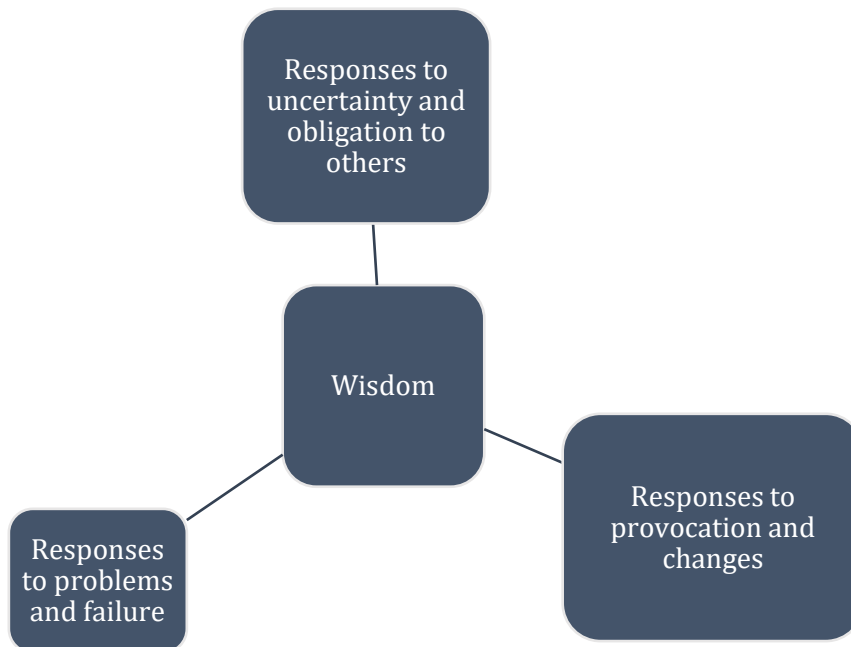 Responses to
uncertainty and
obligation to
others
Wisdom
Responses to
provocation and
changes
Responses
to problems
and failure